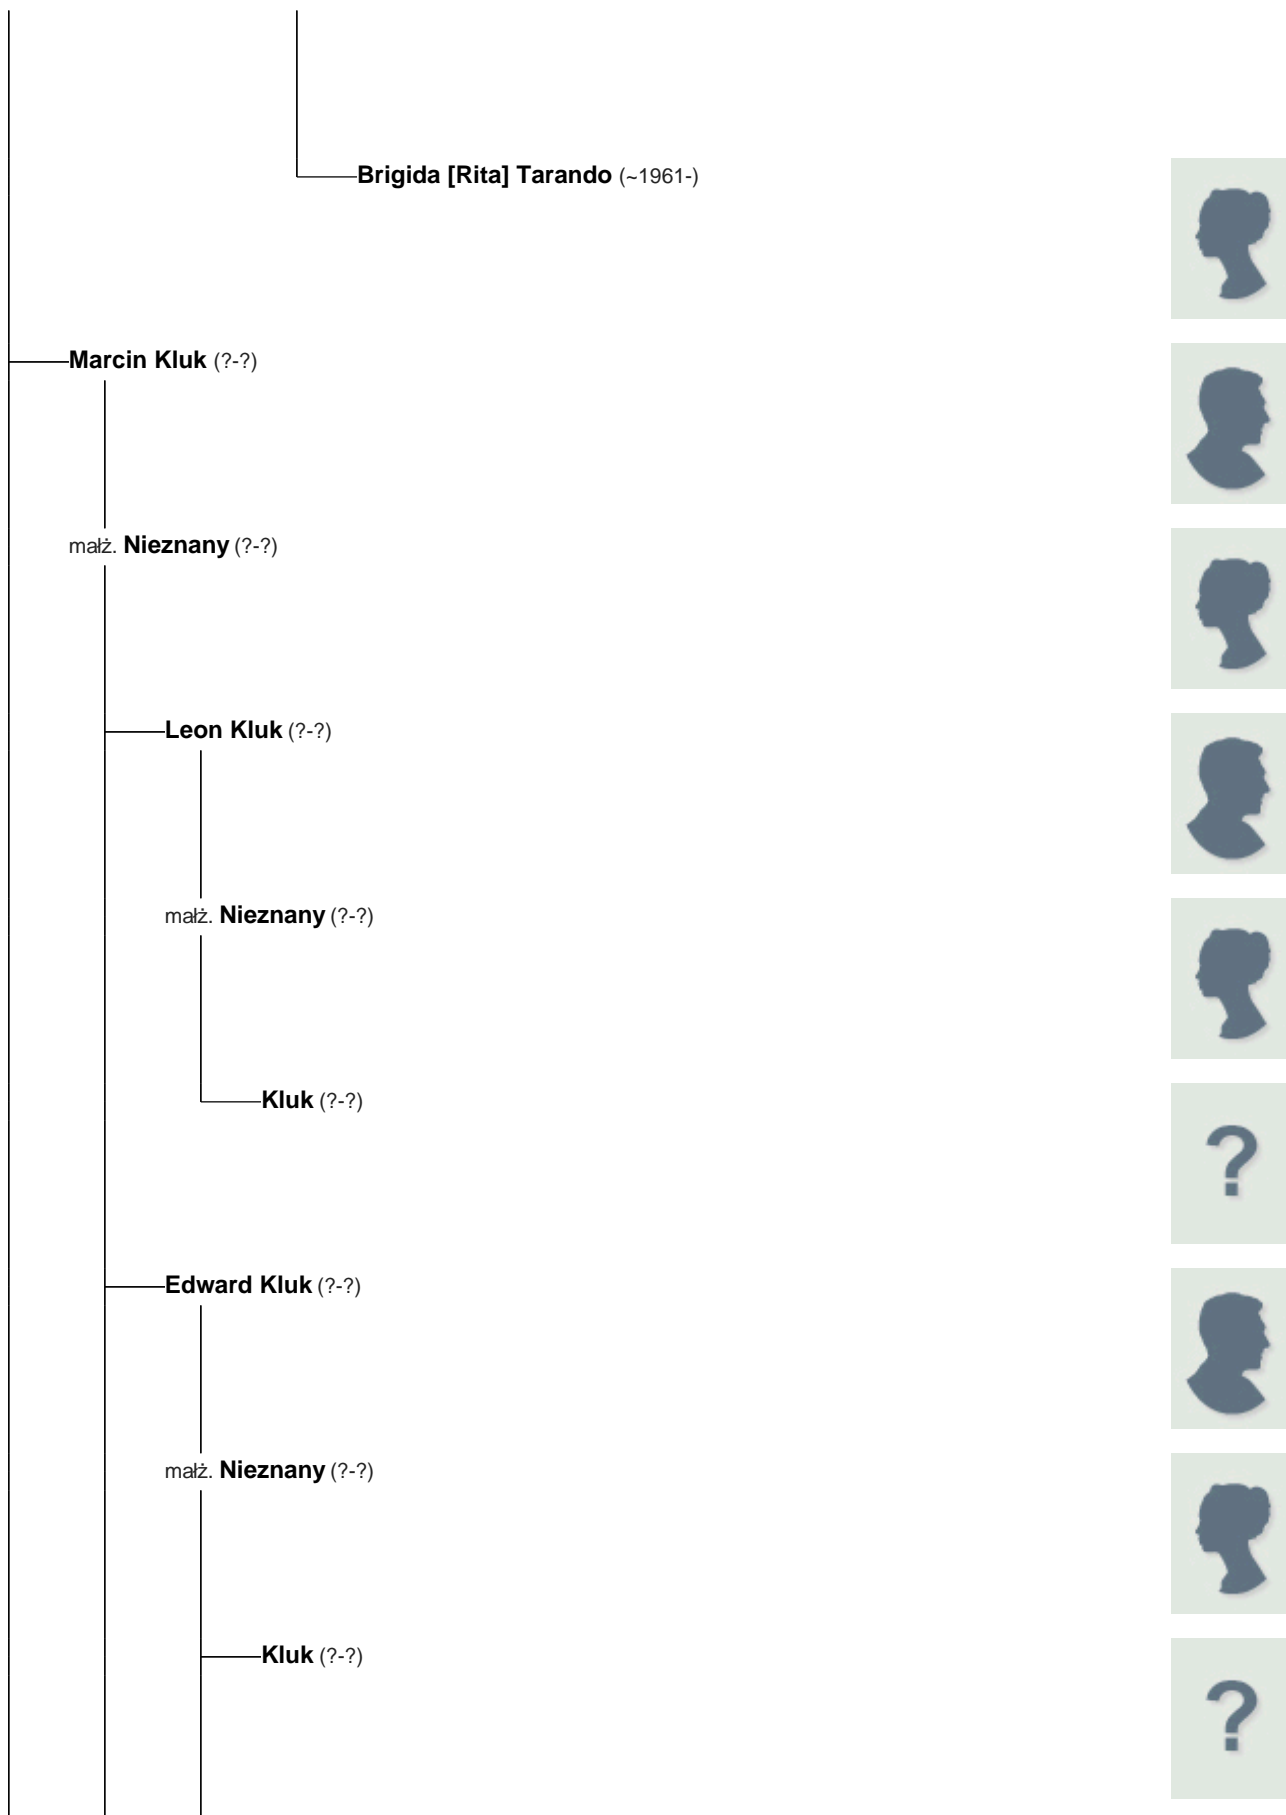 Brigida [Rita] Tarando (~1961-)
Marcin Kluk (?-?)
małż. Nieznany (?-?)
Leon Kluk (?-?)
małż. Nieznany (?-?)
Kluk (?-?)
?
Edward Kluk (?-?)
małż. Nieznany (?-?)
Kluk (?-?)
?